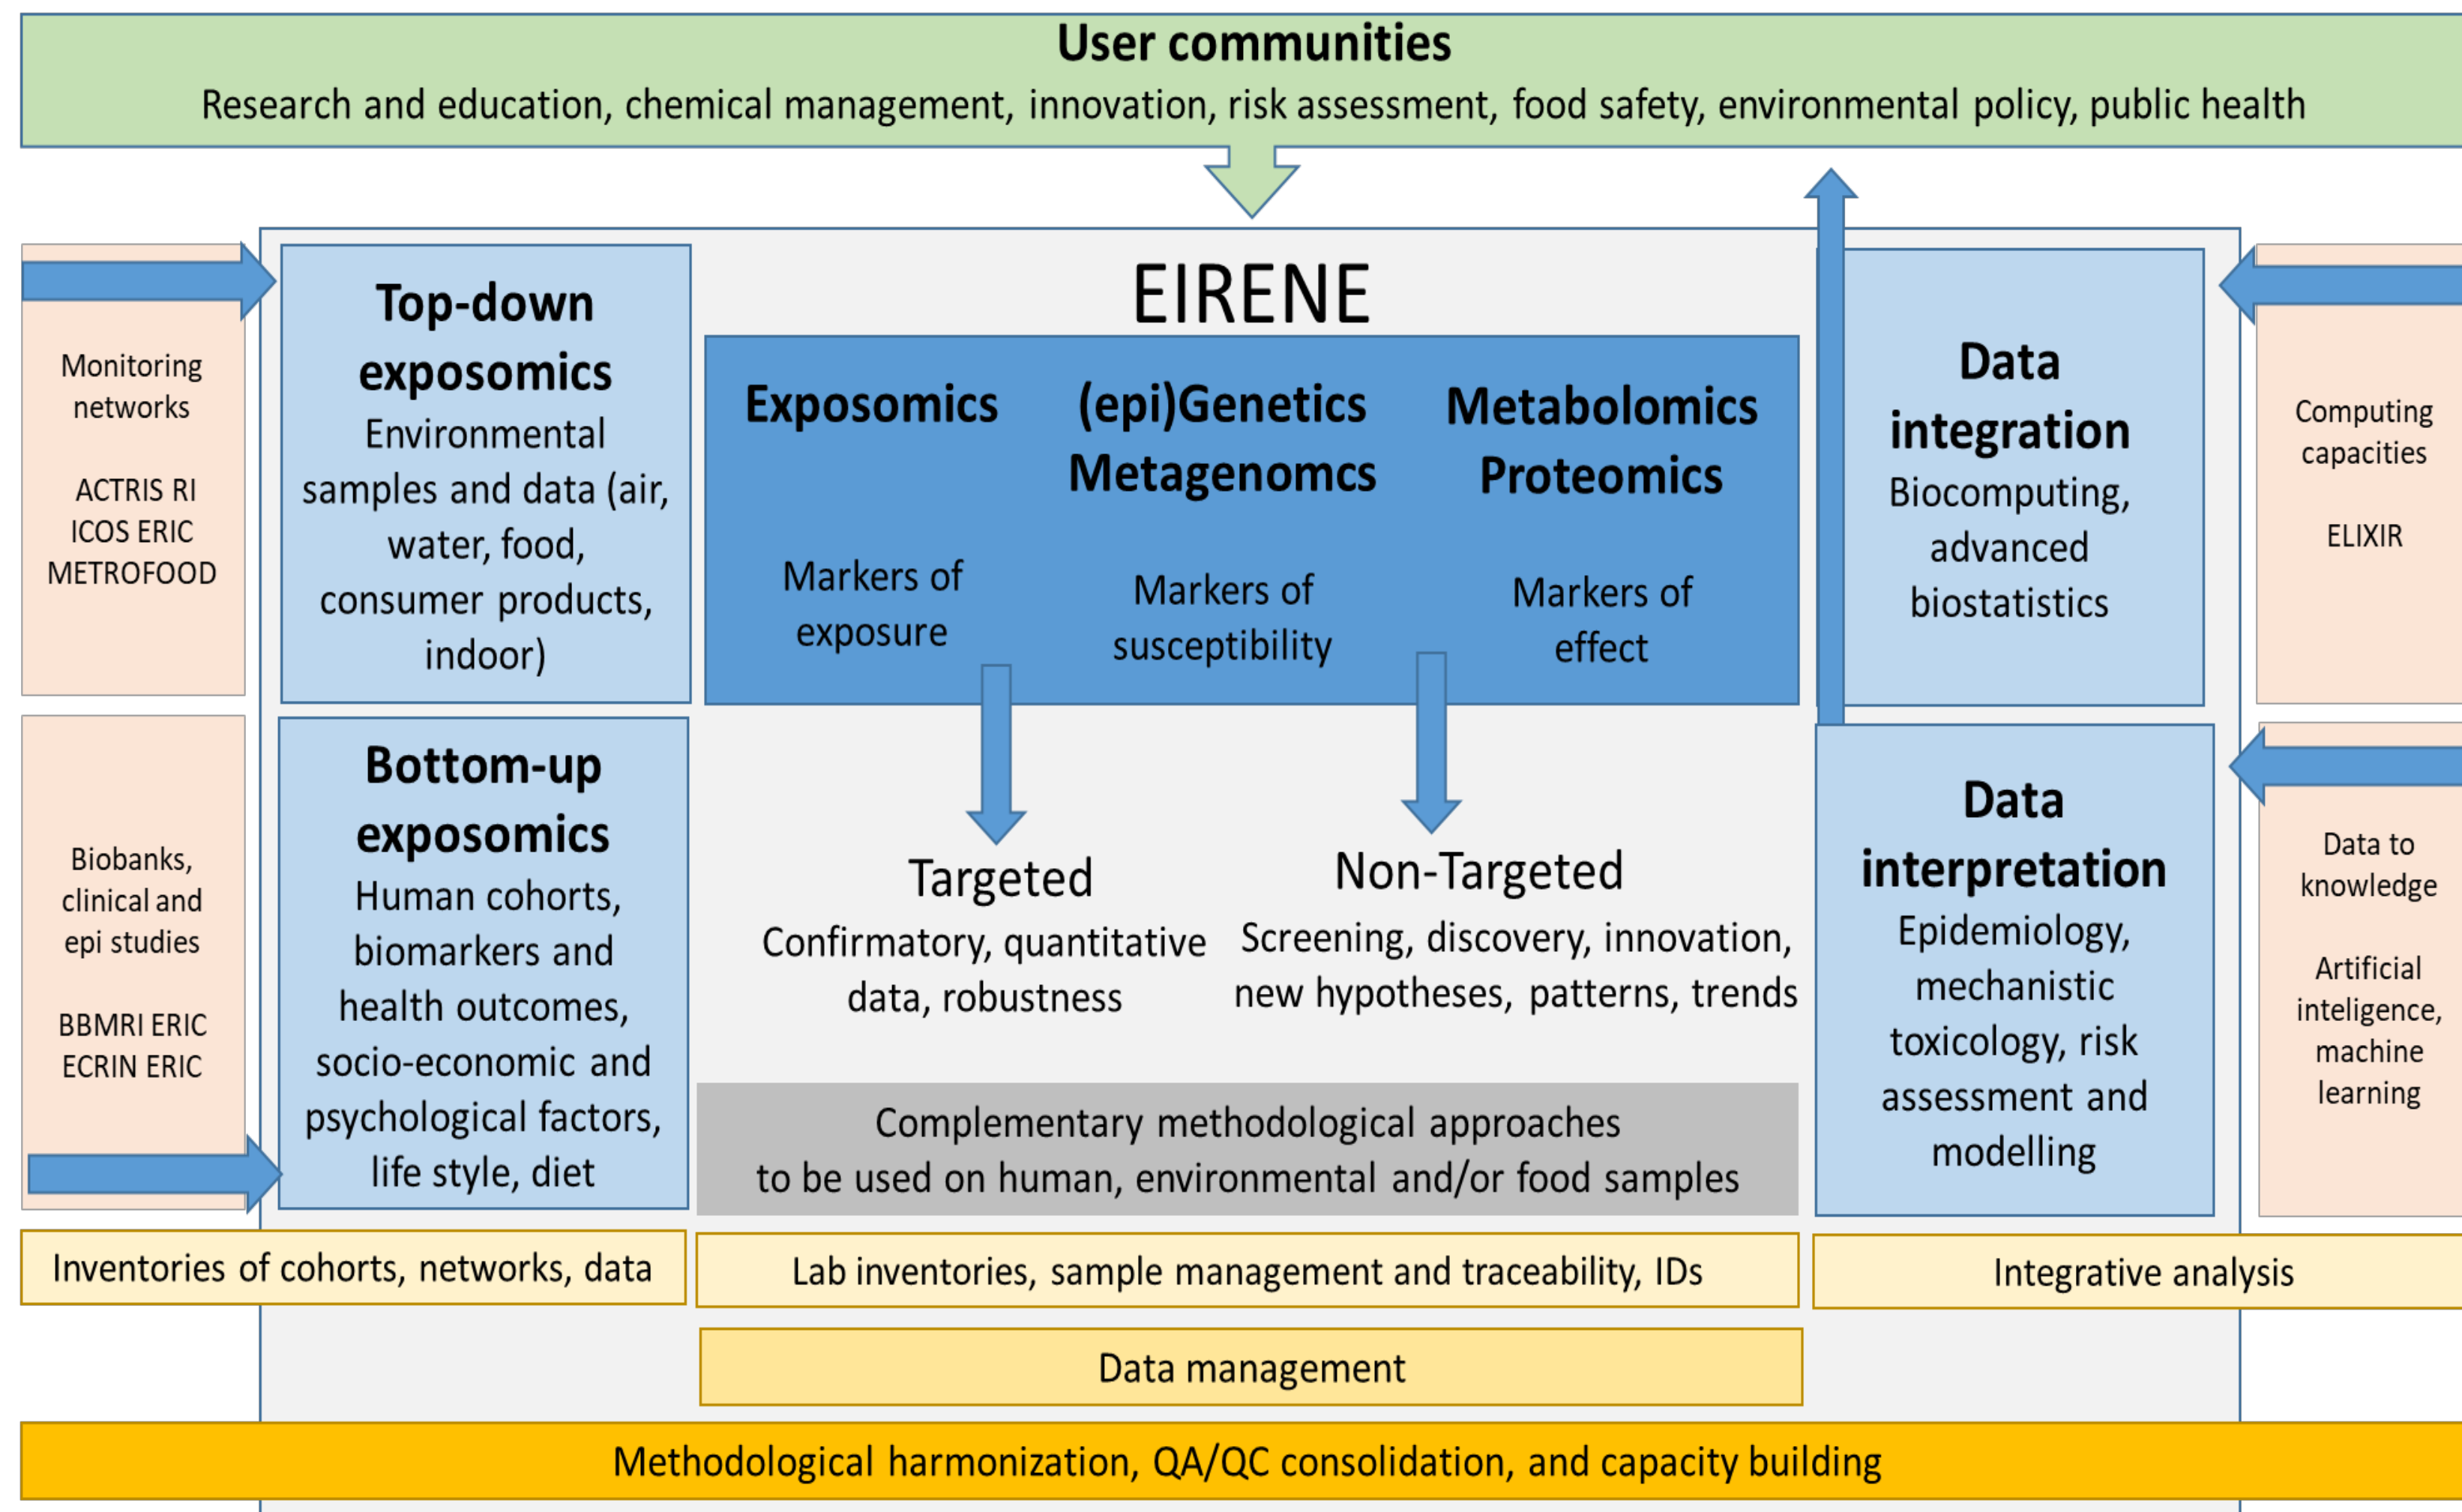 User communities
Research and education, chemical management, innovation, risk assessment, food safety, environmental policy, public health
Monitoring
networks
ACTRIS RI
ICOS ERIC
METROFOOD
Top-down
exposomics
Environmental
samples and data (air,
water, food,
consumer products,
indoor)
EIRENE
Exposomics
Markers of
exposure
(epi)Genetics
Metagenomcs
Markers of
susceptibility
Metabolomics
Proteomics
Markers of
effect
Data
integration
Biocomputing,
advanced
biostatistics
Computing
capacities
ELIXIR
Biobanks,
clinical and
epi studies
BBMRI ERIC
ECRIN ERIC
Bottom-up
exposomics
Human cohorts,
biomarkers and
health outcomes,
socio-economic and
psychological factors,
life style, diet
Targeted
Confirmatory, quantitative
data, robustness
Non-Targeted
Screening, discovery, innovation,
new hypotheses, patterns, trends
Complementary methodological approaches
to be used on human, environmental and/or food samples
Data
interpretation
Epidemiology,
mechanistic
toxicology, risk
assessment and
modelling
Data to
knowledge
Artificial
inteligence,
machine
learning
Inventories of cohorts, networks, data
Lab inventories, sample management and traceability, IDs
Integrative analysis
Data management
Methodological harmonization, QA/QC consolidation, and capacity building